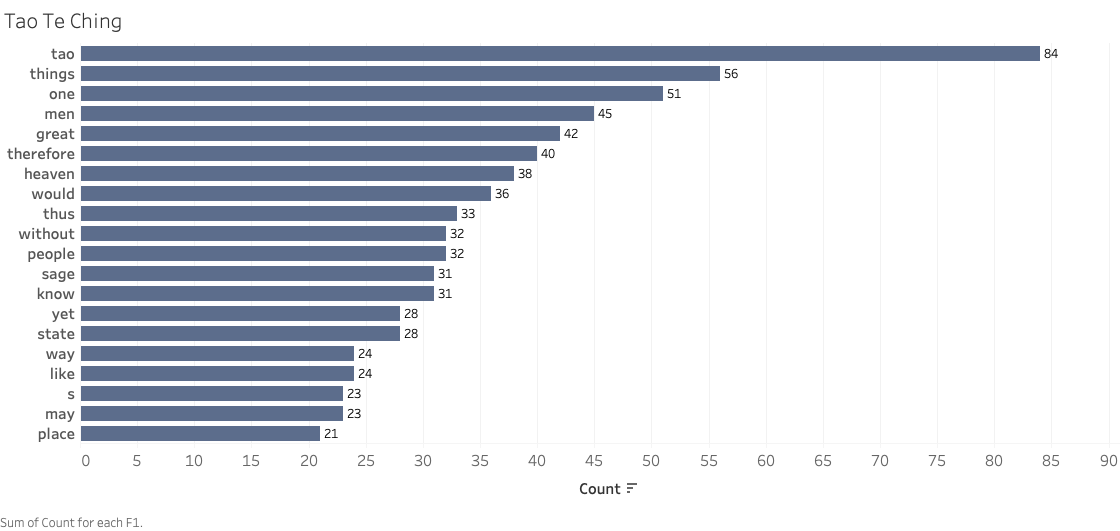 Tao Te Ching
tao 84
things 56
one 51
men 45
great 42
therefore 40
heaven 38
would 36
thus 33
without 32
people 32
sage 31
know 31
yet 28
state 28
way 24
like 24
s 23
may 23
place 21
0 5 10 15 20 25 30 35 40 45 50 55 60 65 70 75 80 85 90
Count
Sum of Count for each F1.